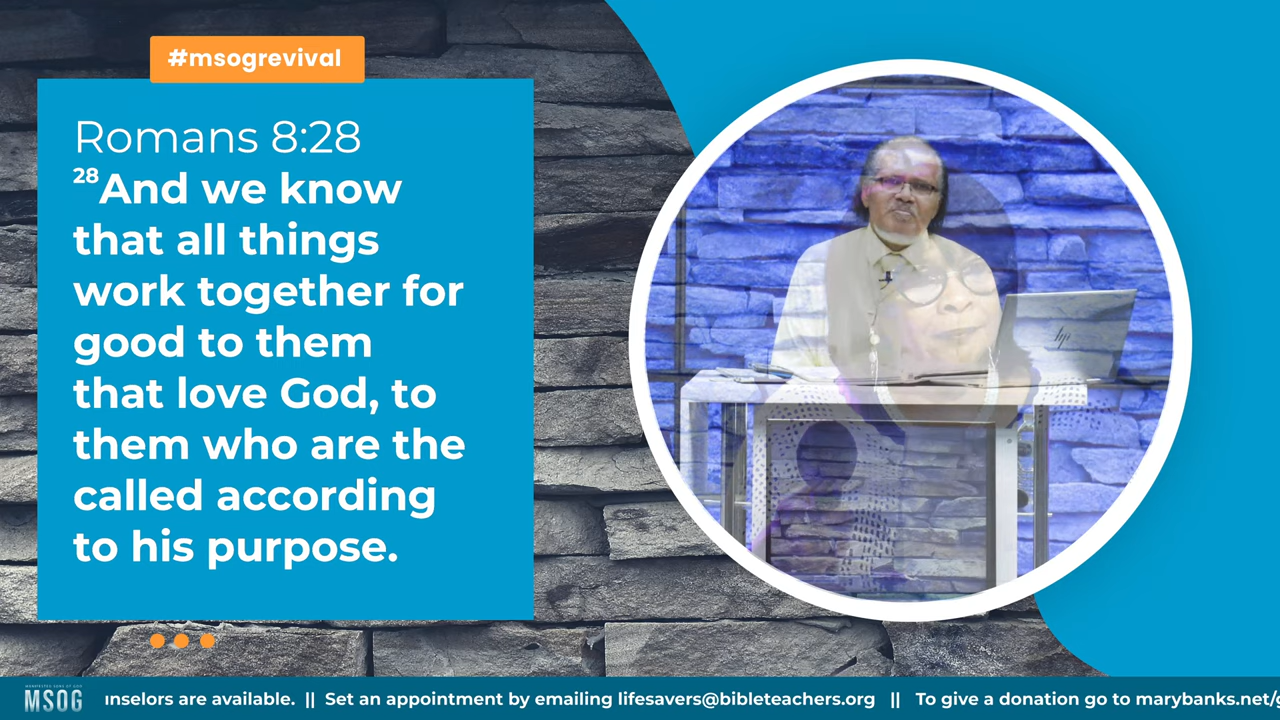 #msogrevival
Romans 8:28
28And we know
that all things
work together for
good to them
that love God, to
them who are the
called according
to his purpose.
hp
MSOG
unselors are available. || Set an appointment by emailing lifesavers@bibleteachers.org || To give a donation go to marybanks.net/g